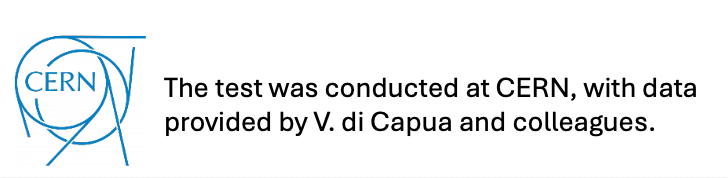 CERN
The test was conducted at CERN, with data
provided by V. di Capua and colleagues.